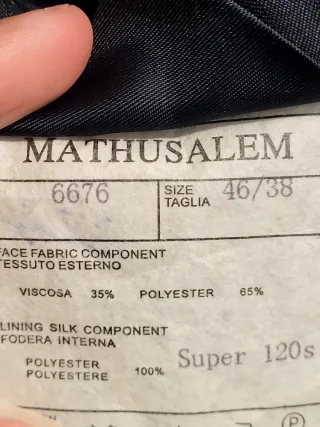 MATHUSALEM
6676 SIZE TAGLIA 46/38
FACE FABRIC COMPONENT
TESSUTO ESTERNO
VISCOSA 35% POLYESTER 65%
LINING SILK COMPONENT
FODERA INTERNA
POLYESTER
POLYESTERE 100% Super 120s
P